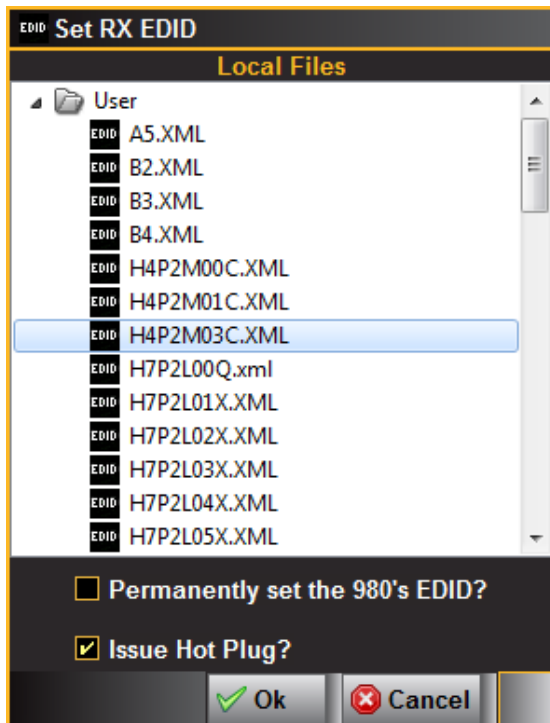 EDID Set RX EDID
Local Files
User
EDID A5.XML
EDID B2.XML
EDID B3.XML
EDID B4.XML
EDID H4P2M00C.XML
EDID H4P2M01C.XML
EDID H4P2M03C.XML
EDID H7P2L00Q.xml
EDID H7P2L01X.XML
EDID H7P2L02X.XML
EDID H7P2L03X.XML
EDID H7P2L04X.XML
EDID H7P2L05X.XML
Permanently set the 980's EDID?
Issue Hot Plug?
Ok Cancel